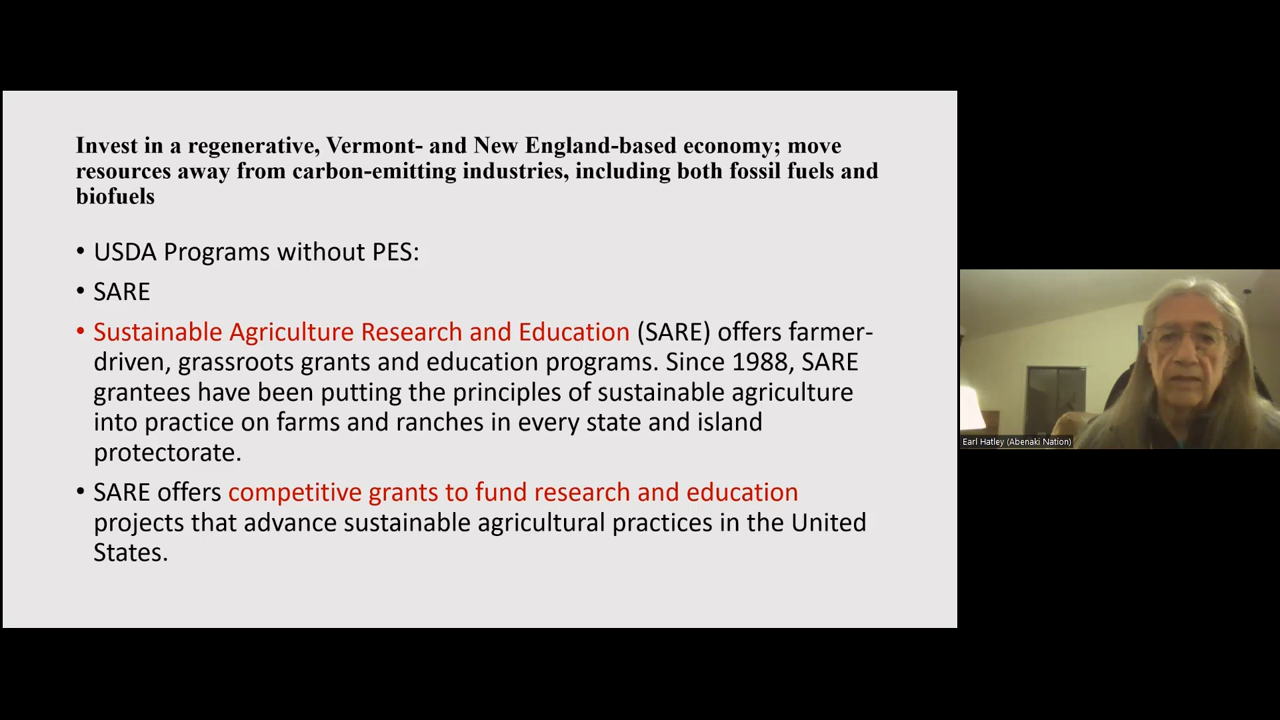 Invest in a regenerative, Vermont- and New England-based economy; move
resources away from carbon-emitting industries, including both fossil fuels and
biofuels
• USDA Programs without PES:
• SARE
• Sustainable Agriculture Research and Education (SARE) offers farmer-
driven, grassroots grants and education programs. Since 1988, SARE
grantees have been putting the principles of sustainable agriculture
into practice on farms and ranches in every state and island
protectorate.
• SARE offers competitive grants to fund research and education
projects that advance sustainable agricultural practices in the United
States.
Earl Hatley (Abenaki Nation)